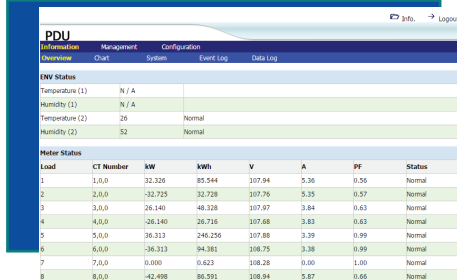 Info. → Logou
PDU
Information Management Configuration
Overview Chart System Event Log Data Log
ENV Status
Temperature (1) N / A
Humidity (1) N / A
Temperature (2) 26 Normal
Humidity (2) 52 Normal
Meter Status
Load CT Number kW kWh V A PF Status
1 1,0,0 32.326 85.544 107.94 5.36 0.56 Normal
2 2,0,0 -32.725 32.728 107.76 5.35 0.57 Normal
3 3,0,0 26.140 48.328 107.97 3.84 0.63 Normal
4 4,0,0 -26.140 26.716 107.68 3.83 0.63 Normal
5 5,0,0 36.313 246.256 107.88 3.39 0.99 Normal
6 6,0,0 -36.313 94.381 108.75 3.38 0.99 Normal
7 7,0,0 0.000 0.623 108.28 0.00 1.00 Normal
8 8,0,0 -42.498 86.591 108.94 5.87 0.66 Normal